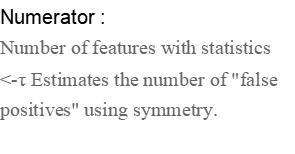 Numerator :
Number of features with statistics
<-τ Estimates the number of "false
positives" using symmetry.